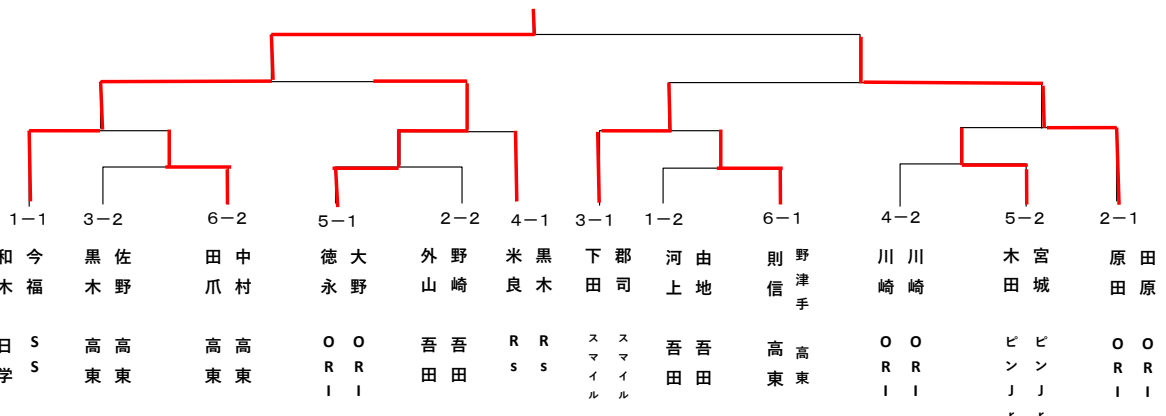 1－1
和木 日学
今福 SS
3－2
黒木 高東
佐野 高東
6－2
田爪 高東
中村 高東
5－1
徳永 ORI
大野 ORI
2－2
外山 吾田
野崎 吾田
4－1
米良 Rs
黒木 Rs
3－1
下田 スマイル
郡司 スマイル
1－2
河上 吾田
由地 吾田
6－1
則信 高東
野津手 高東
4－2
川崎 ORI
川崎 ORI
5－2
木田 ピンJr
宮城 ピンJr
2－1
原田 ORI
田原 ORI